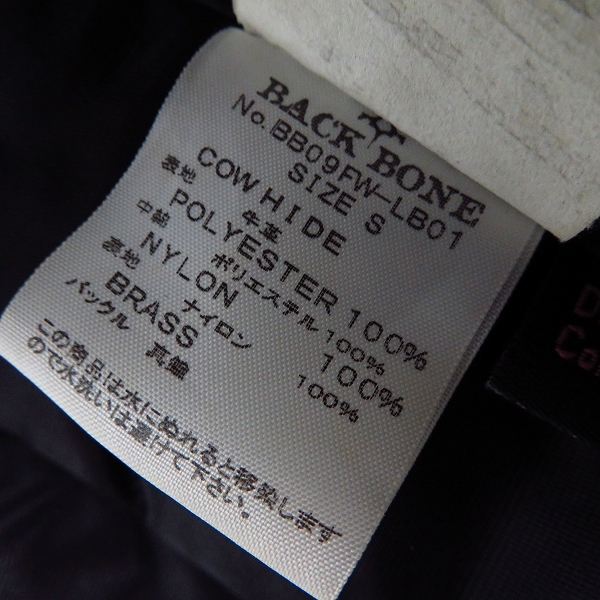 BACK BONE
No.BB09FW-LB01
SIZE S
COW HIDE
表地 牛革
POLYESTER 100%
中綿 ポリエステル 100%
NYLON 100%
裏地 ナイロン 100%
BRASS
バックル 真鍮
この商品は水にぬれると移染します
ので水洗いは避けて下さい。
D
Co